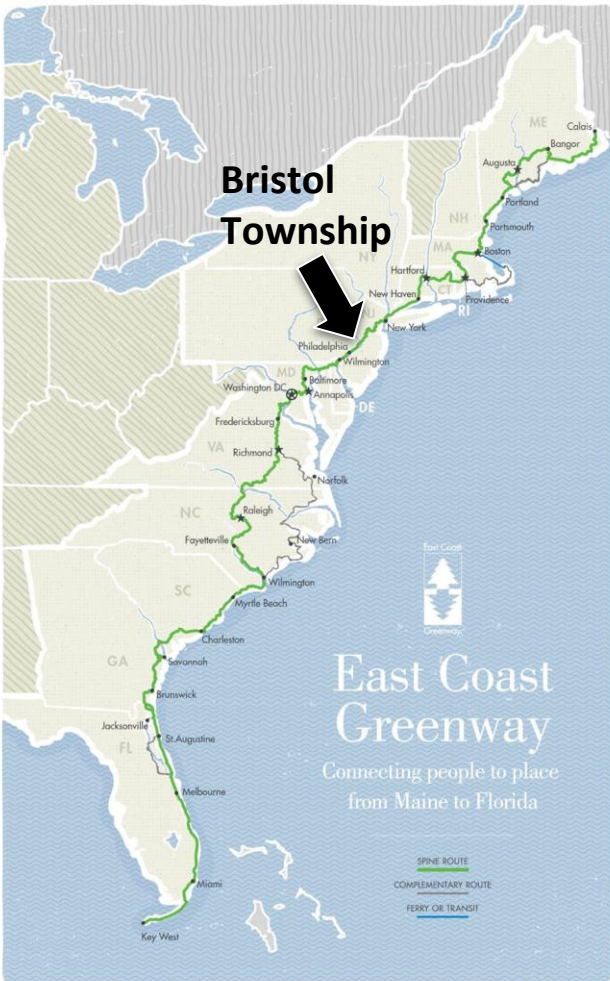 Bristol
Township
ME
Calais
Bangor
Augusta
Portland
NH
Portsmouth
MA
Boston
NY
Hartford
CT
Providence
RI
New Haven
NJ
New York
Philadelphia
Wilmington
MD
Baltimore
Washington DC
Annapolis
DE
Fredericksburg
VA
Richmond
Norfolk
NC
Raleigh
Fayetteville
New Bern
Wilmington
SC
Myrtle Beach
Charleston
GA
Savannah
Brunswick
Jacksonville
FL
St.Augustine
Melbourne
Miami
Key West
East Coast
Greenway
East Coast
Greenway
Connecting people to place
from Maine to Florida
SPINE ROUTE
COMPLEMENTARY ROUTE
FERRY OR TRANSIT